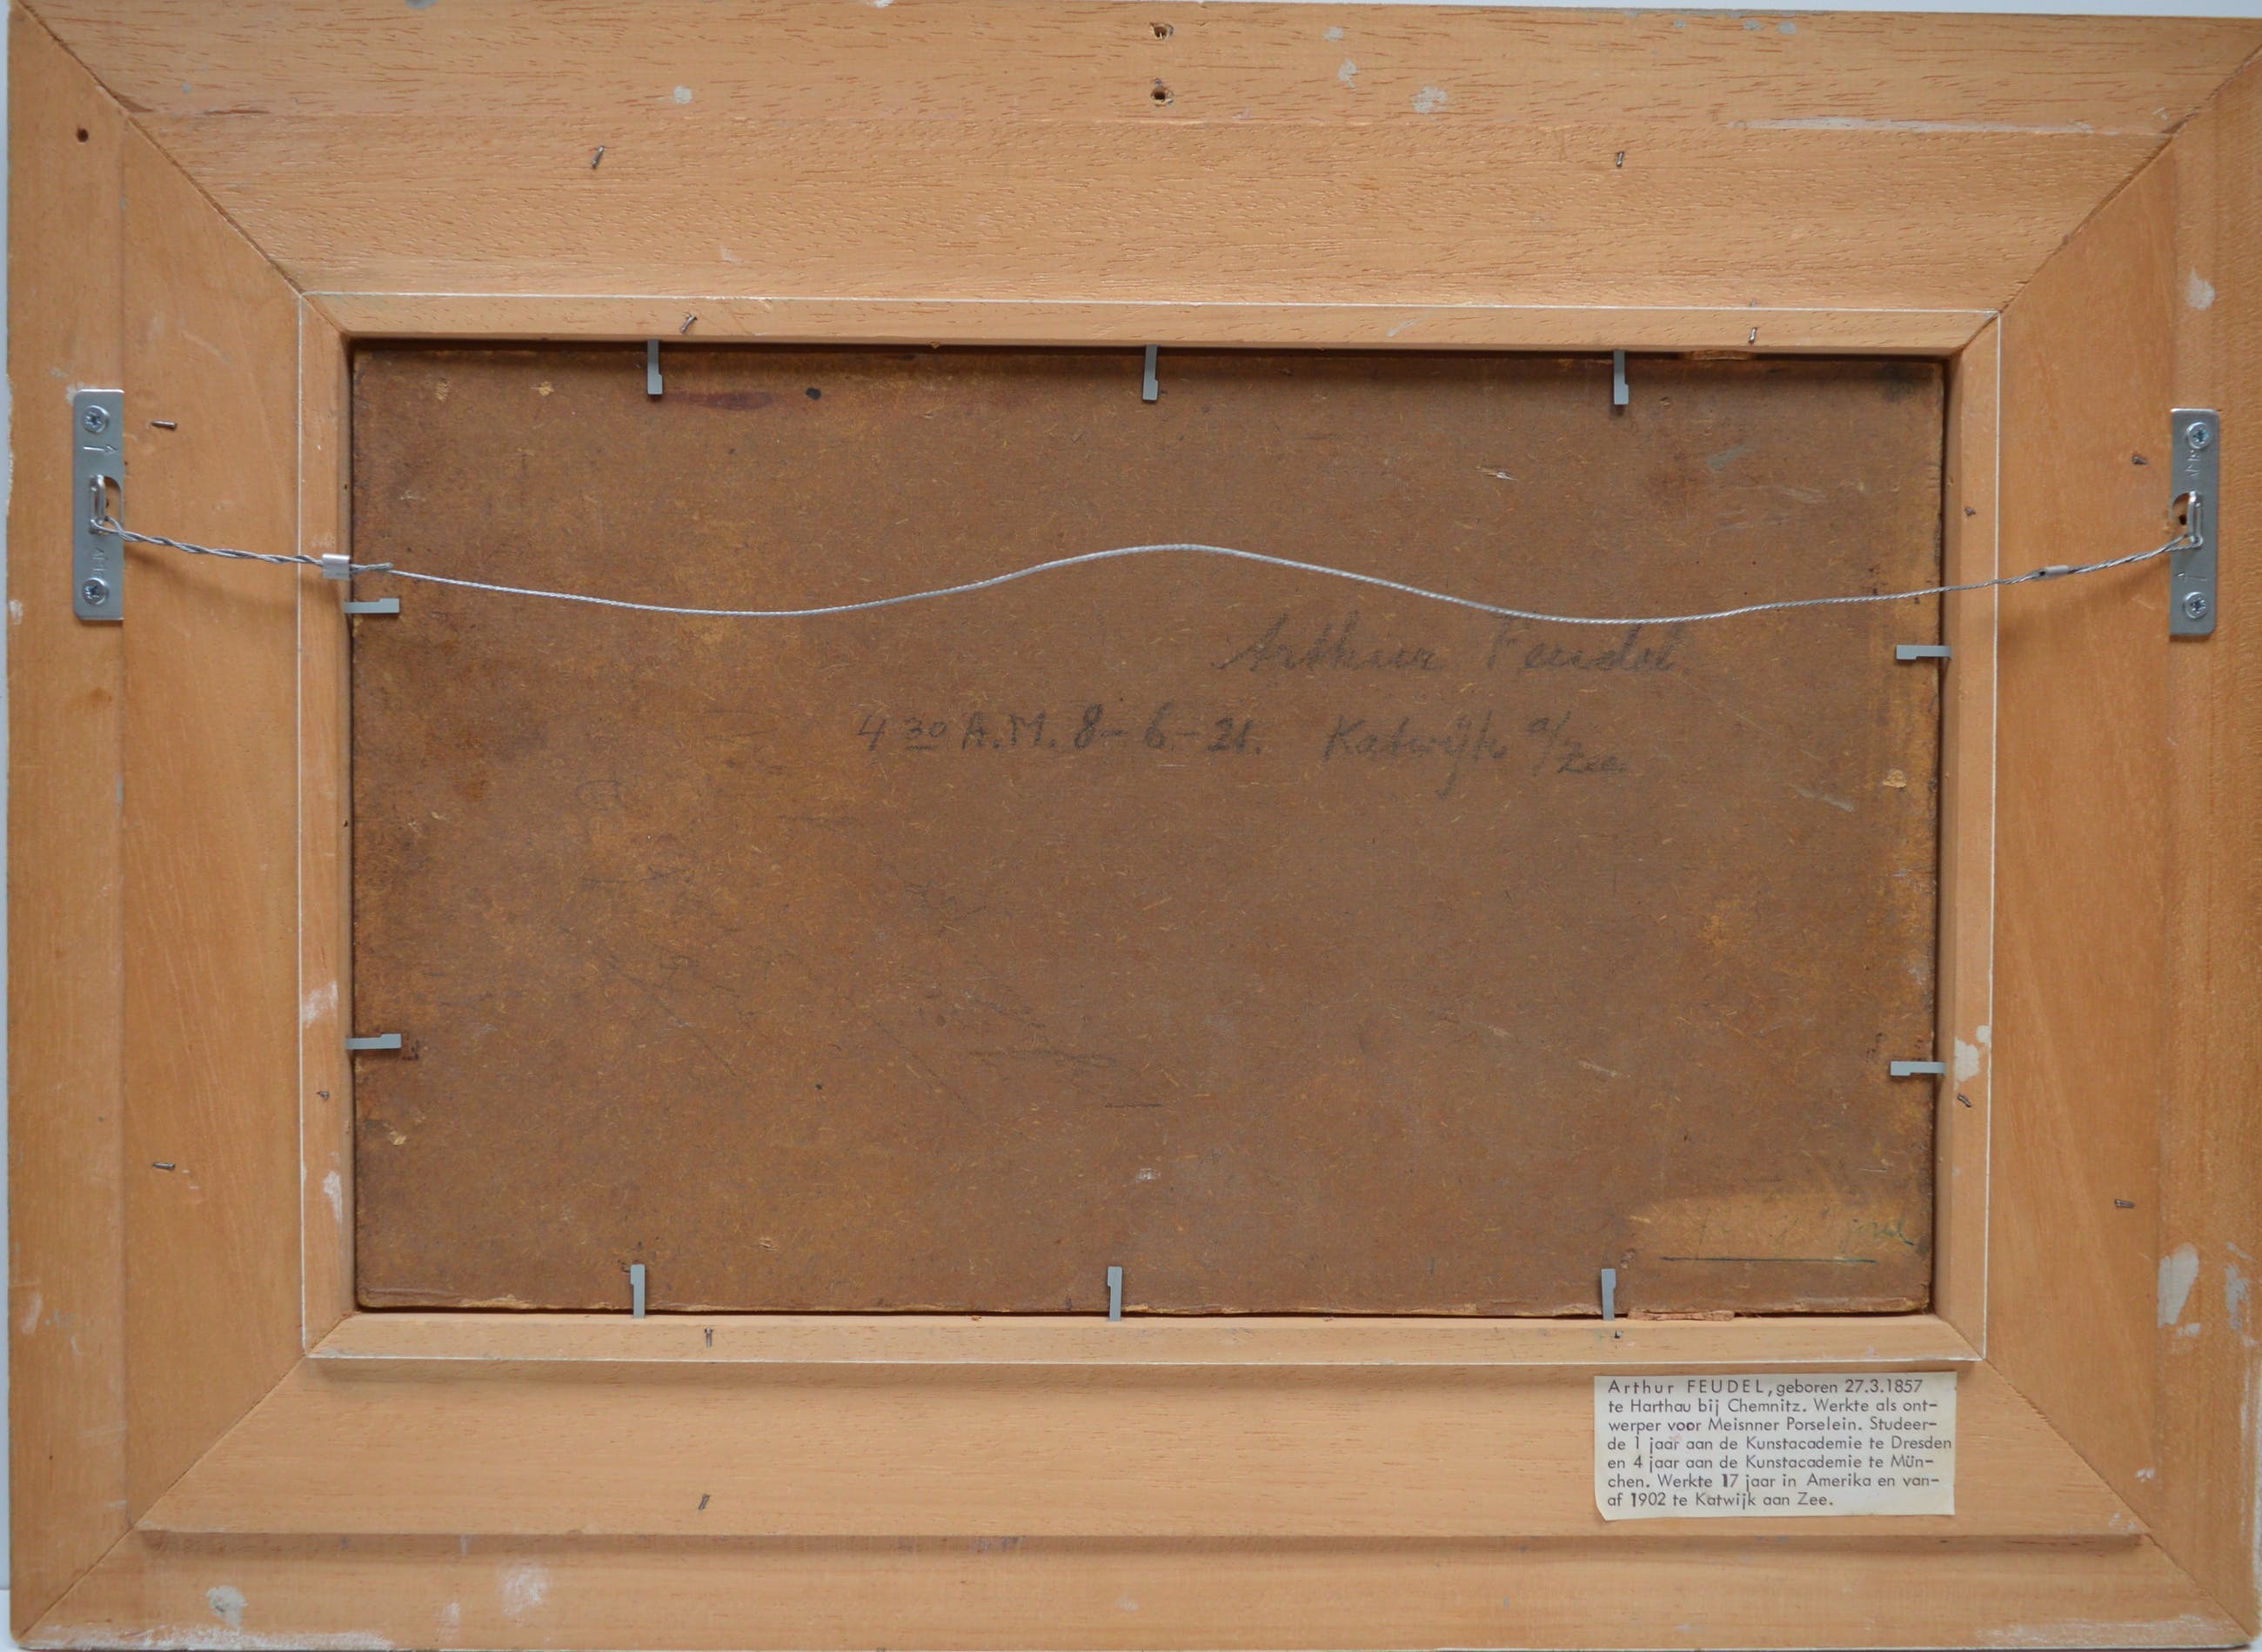 Arthur Feudel
4 30 A.M. 8-6-21. Katwijk a/Zee.
Arthur FEUDEL, geboren 27.3.1857
te Harthau bij Chemnitz. Werkte als ont-
werper voor Meisnner Porselein. Studeer-
de 1 jaar aan de Kunstacademie te Dresden
en 4 jaar aan de Kunstacademie te Mün-
chen. Werkte 17 jaar in Amerika en van-
af 1902 te Katwijk aan Zee.